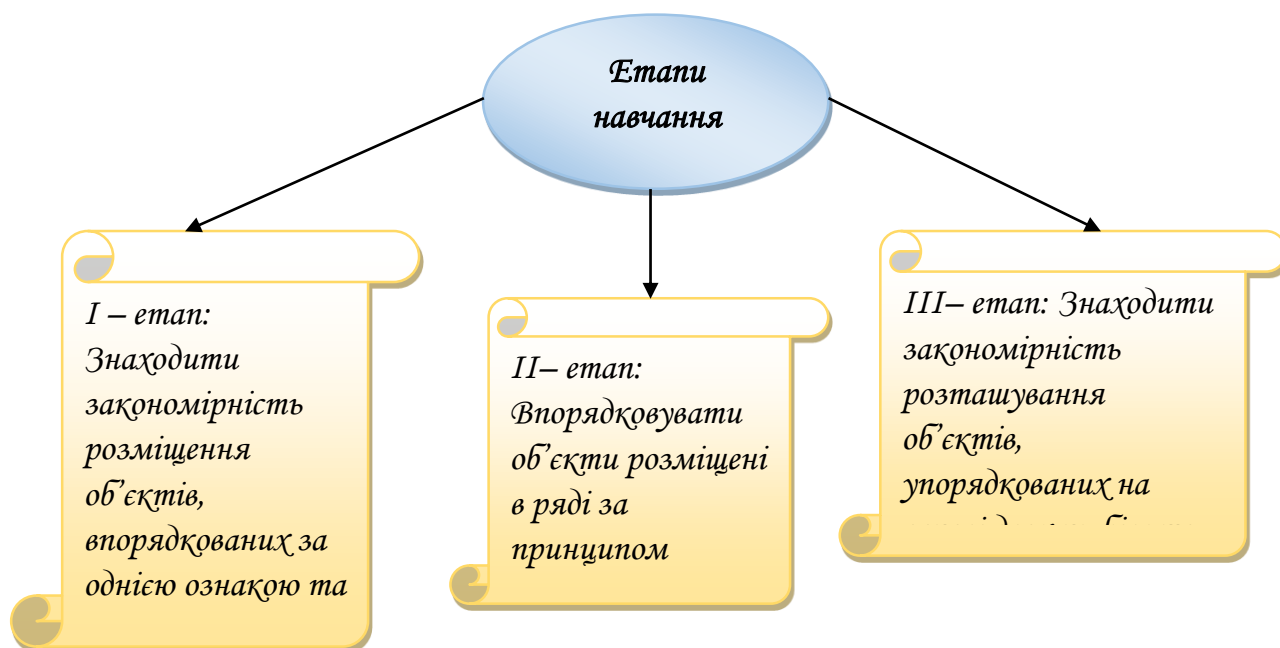 Етапи
навчання
I – етап:
Знаходити
закономірність
розміщення
об'єктів,
впорядкованих за
однією ознакою та
II– етап:
Впорядковувати
об'єкти розміщені
в ряді за
принципом
III– етап: Знаходити
закономірність
розташування
об'єктів,
упорядкованих на